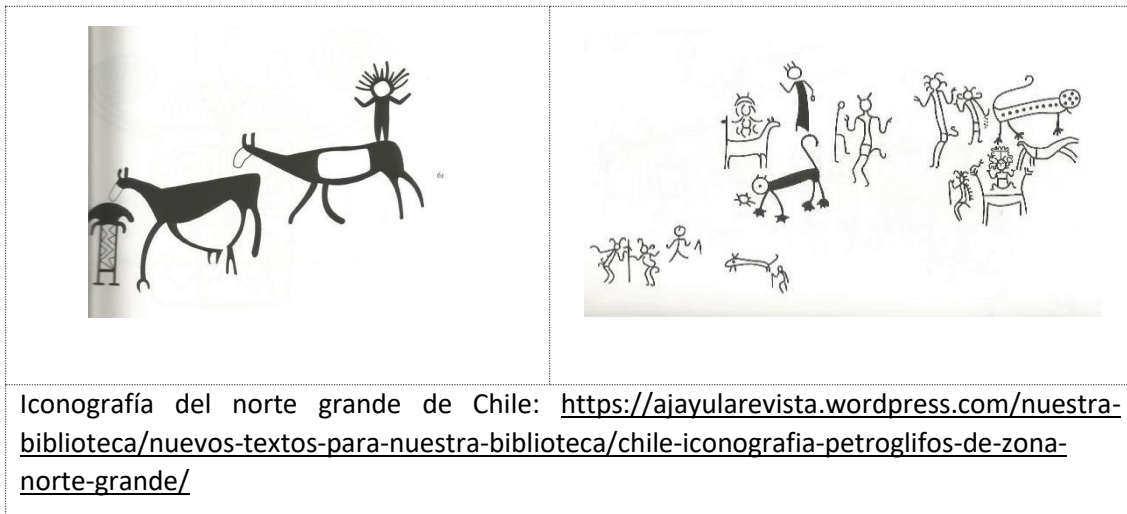 61
Iconografía del norte grande de Chile: https://ajayularevista.wordpress.com/nuestra-
biblioteca/nuevos-textos-para-nuestra-biblioteca/chile-iconografia-petroglifos-de-zona-
norte-grande/